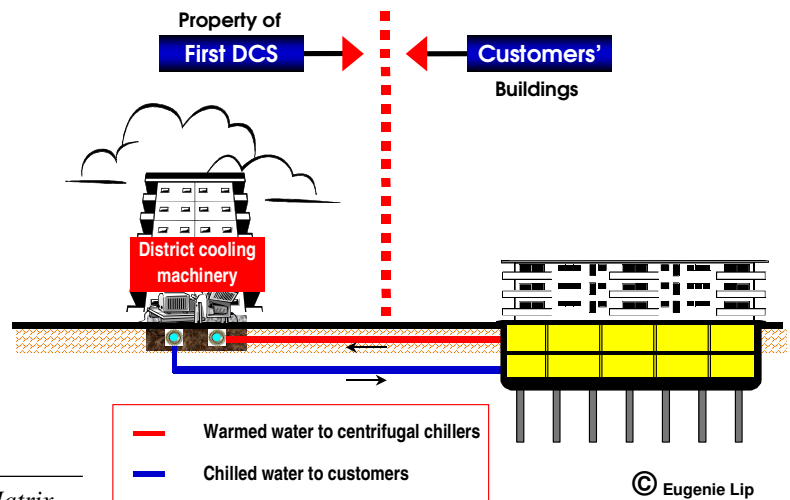 Property of
First DCS
Customers’
Buildings
District cooling
machinery
Warmed water to centrifugal chillers
Chilled water to customers
© Eugenie Lip